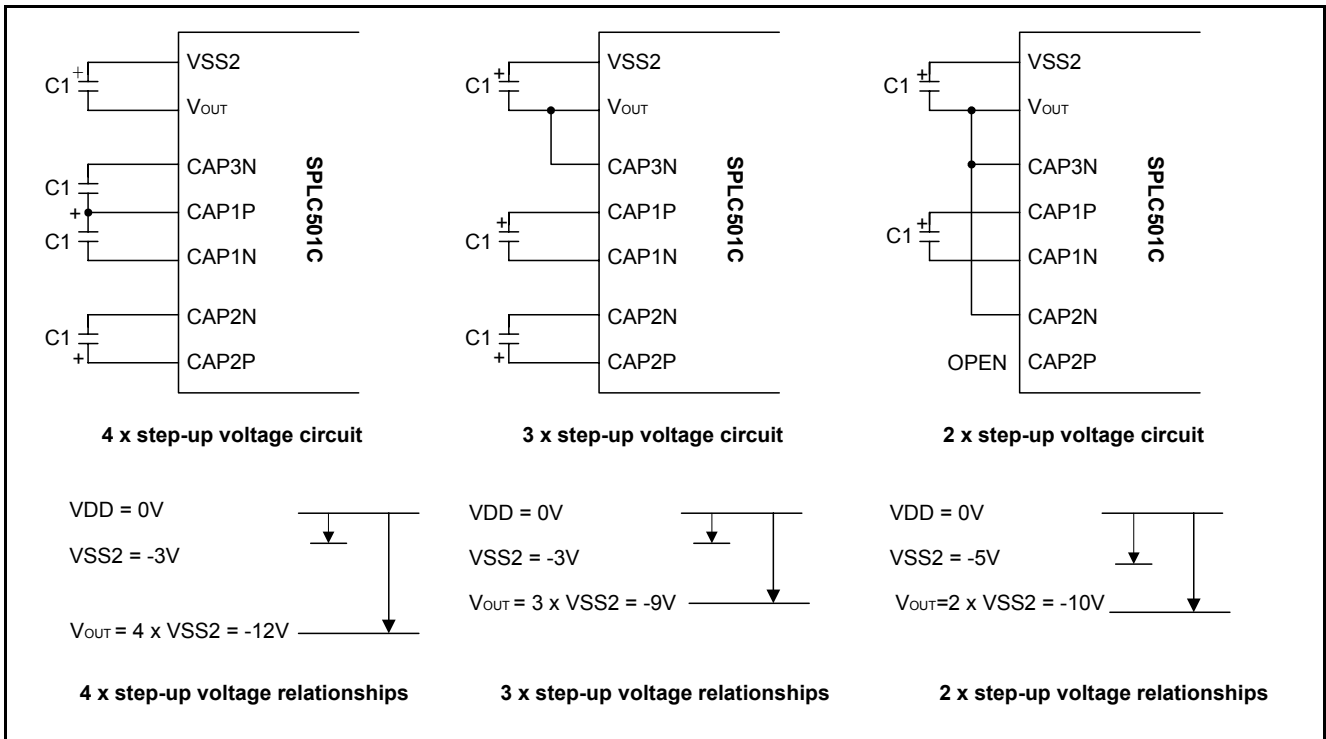 VSS2
C1 +
VOUT
CAP3N
C1
+ CAP1P
C1
CAP1N
CAP2N
C1
+ CAP2P
SPLC501C
4 x step-up voltage circuit
VSS2
C1 +
VOUT
CAP3N
CAP1P
C1 +
CAP1N
CAP2N
C1
+ CAP2P
SPLC501C
3 x step-up voltage circuit
VSS2
C1 +
VOUT
CAP3N
CAP1P
C1 +
CAP1N
CAP2N
OPEN CAP2P
SPLC501C
2 x step-up voltage circuit
VDD = 0V
VSS2 = -3V
VOUT = 4 x VSS2 = -12V
4 x step-up voltage relationships
VDD = 0V
VSS2 = -3V
VOUT = 3 x VSS2 = -9V
3 x step-up voltage relationships
VDD = 0V
VSS2 = -5V
VOUT=2 x VSS2 = -10V
2 x step-up voltage relationships